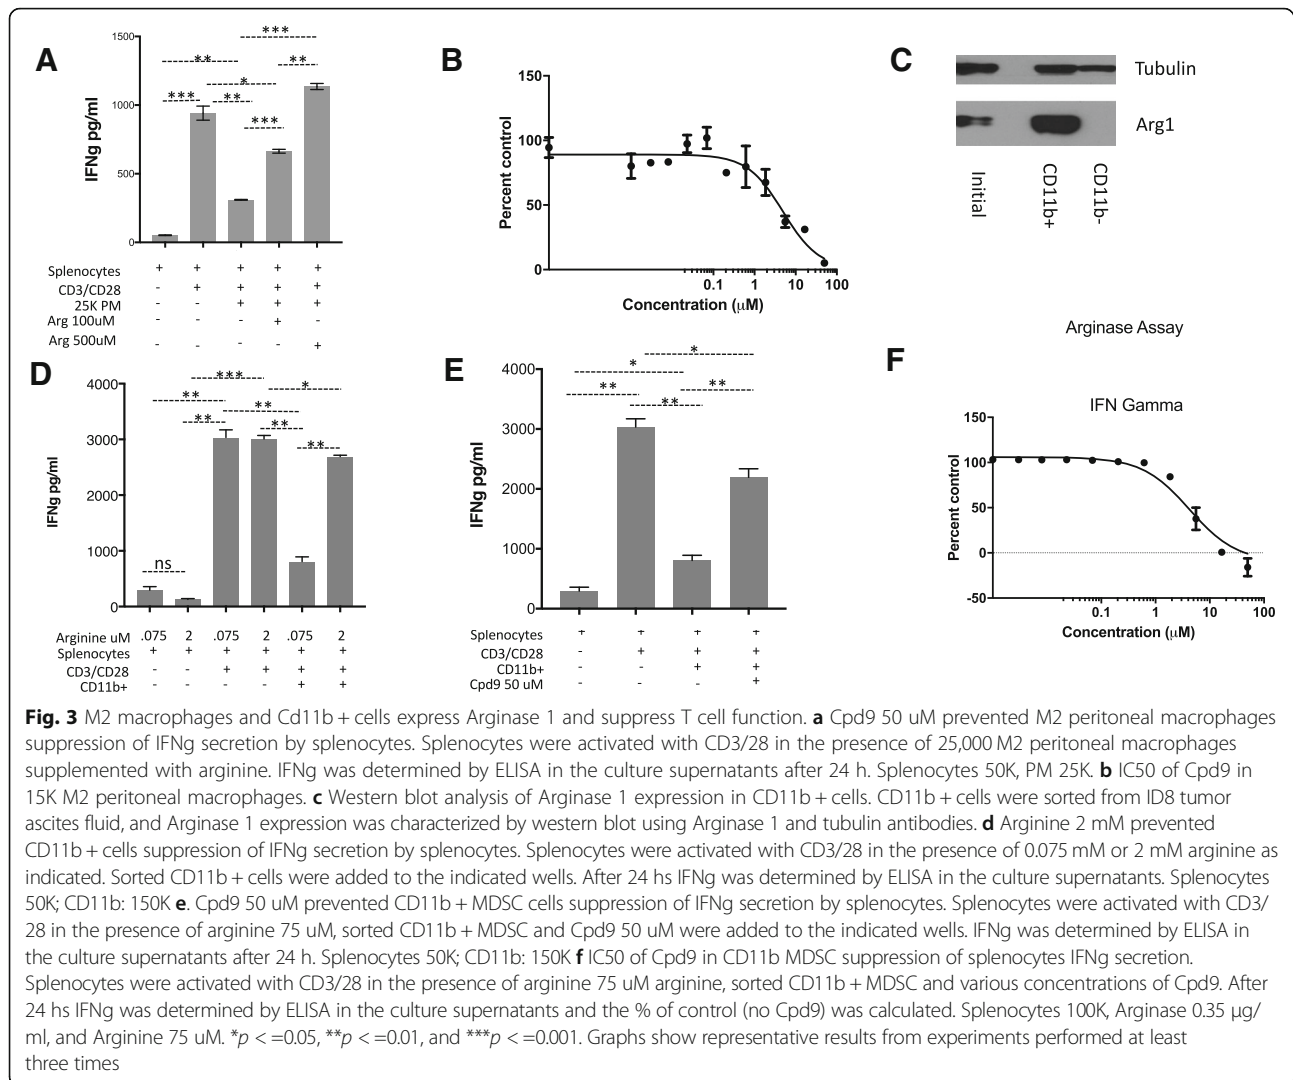 A
IFNg pg/ml
1500
1000
500
0
***
**
***
**
*
**
***
Splenocytes + + + + +
CD3/CD28 - + + + +
25K PM - - + + +
Arg 100uM - - - + -
Arg 500uM - - - - +
B
Percent control
150
100
50
0
0.1 1 10 100
Concentration (μM)
C
Tubulin
Arg1
Initial
CD11b+
CD11b-
D
IFNg pg/ml
4000
3000
2000
1000
0
***
*
**
**
**
**
**
ns
Arginine uM .075 2 .075 2 .075 2
Splenocytes + + + + + +
CD3/CD28 - - + + + +
CD11b+ - - - - + +
E
IFNg pg/ml
4000
3000
2000
1000
0
*
*
**
**
**
Splenocytes + + + +
CD3/CD28 - + + +
CD11b+ - - + +
Cpd9 50 uM - - - +
Arginase Assay
F
IFN Gamma
Percent control
150
100
50
0
-50
0.1 1 10 100
Concentration (μM)
Fig. 3 M2 macrophages and Cd11b + cells express Arginase 1 and suppress T cell function. a Cpd9 50 uM prevented M2 peritoneal macrophages
suppression of IFNg secretion by splenocytes. Splenocytes were activated with CD3/28 in the presence of 25,000 M2 peritoneal macrophages
supplemented with arginine. IFNg was determined by ELISA in the culture supernatants after 24 h. Splenocytes 50K, PM 25K. b IC50 of Cpd9 in
15K M2 peritoneal macrophages. c Western blot analysis of Arginase 1 expression in CD11b + cells. CD11b + cells were sorted from ID8 tumor
ascites fluid, and Arginase 1 expression was characterized by western blot using Arginase 1 and tubulin antibodies. d Arginine 2 mM prevented
CD11b + cells suppression of IFNg secretion by splenocytes. Splenocytes were activated with CD3/28 in the presence of 0.075 mM or 2 mM arginine as
indicated. Sorted CD11b + cells were added to the indicated wells. After 24 hs IFNg was determined by ELISA in the culture supernatants. Splenocytes
50K; CD11b: 150K e. Cpd9 50 uM prevented CD11b + MDSC cells suppression of IFNg secretion by splenocytes. Splenocytes were activated with CD3/
28 in the presence of arginine 75 uM, sorted CD11b + MDSC and Cpd9 50 uM were added to the indicated wells. IFNg was determined by ELISA in
the culture supernatants after 24 h. Splenocytes 50K; CD11b: 150K f IC50 of Cpd9 in CD11b MDSC suppression of splenocytes IFNg secretion.
Splenocytes were activated with CD3/28 in the presence of arginine 75 uM arginine, sorted CD11b + MDSC and various concentrations of Cpd9. After
24 hs IFNg was determined by ELISA in the culture supernatants and the % of control (no Cpd9) was calculated. Splenocytes 100K, Arginase 0.35 μg/
ml, and Arginine 75 uM. *p < =0.05, **p < =0.01, and ***p < =0.001. Graphs show representative results from experiments performed at least
three times